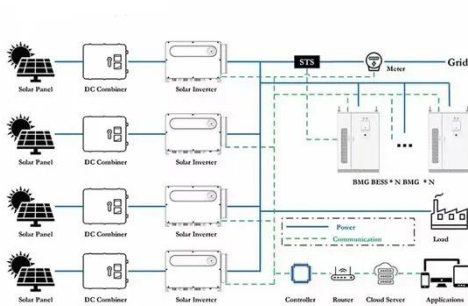 STS
Meter
Grid
Solar Panel
DC Combiner
Solar Inverter
Solar Panel
DC Combiner
Solar Inverter
BMG BESS * N BMG * N
Solar Panel
DC Combiner
Solar Inverter
Power
Communication
Load
Solar Panel
DC Combiner
Solar Inverter
Controller
Router
Cloud Server
Applications